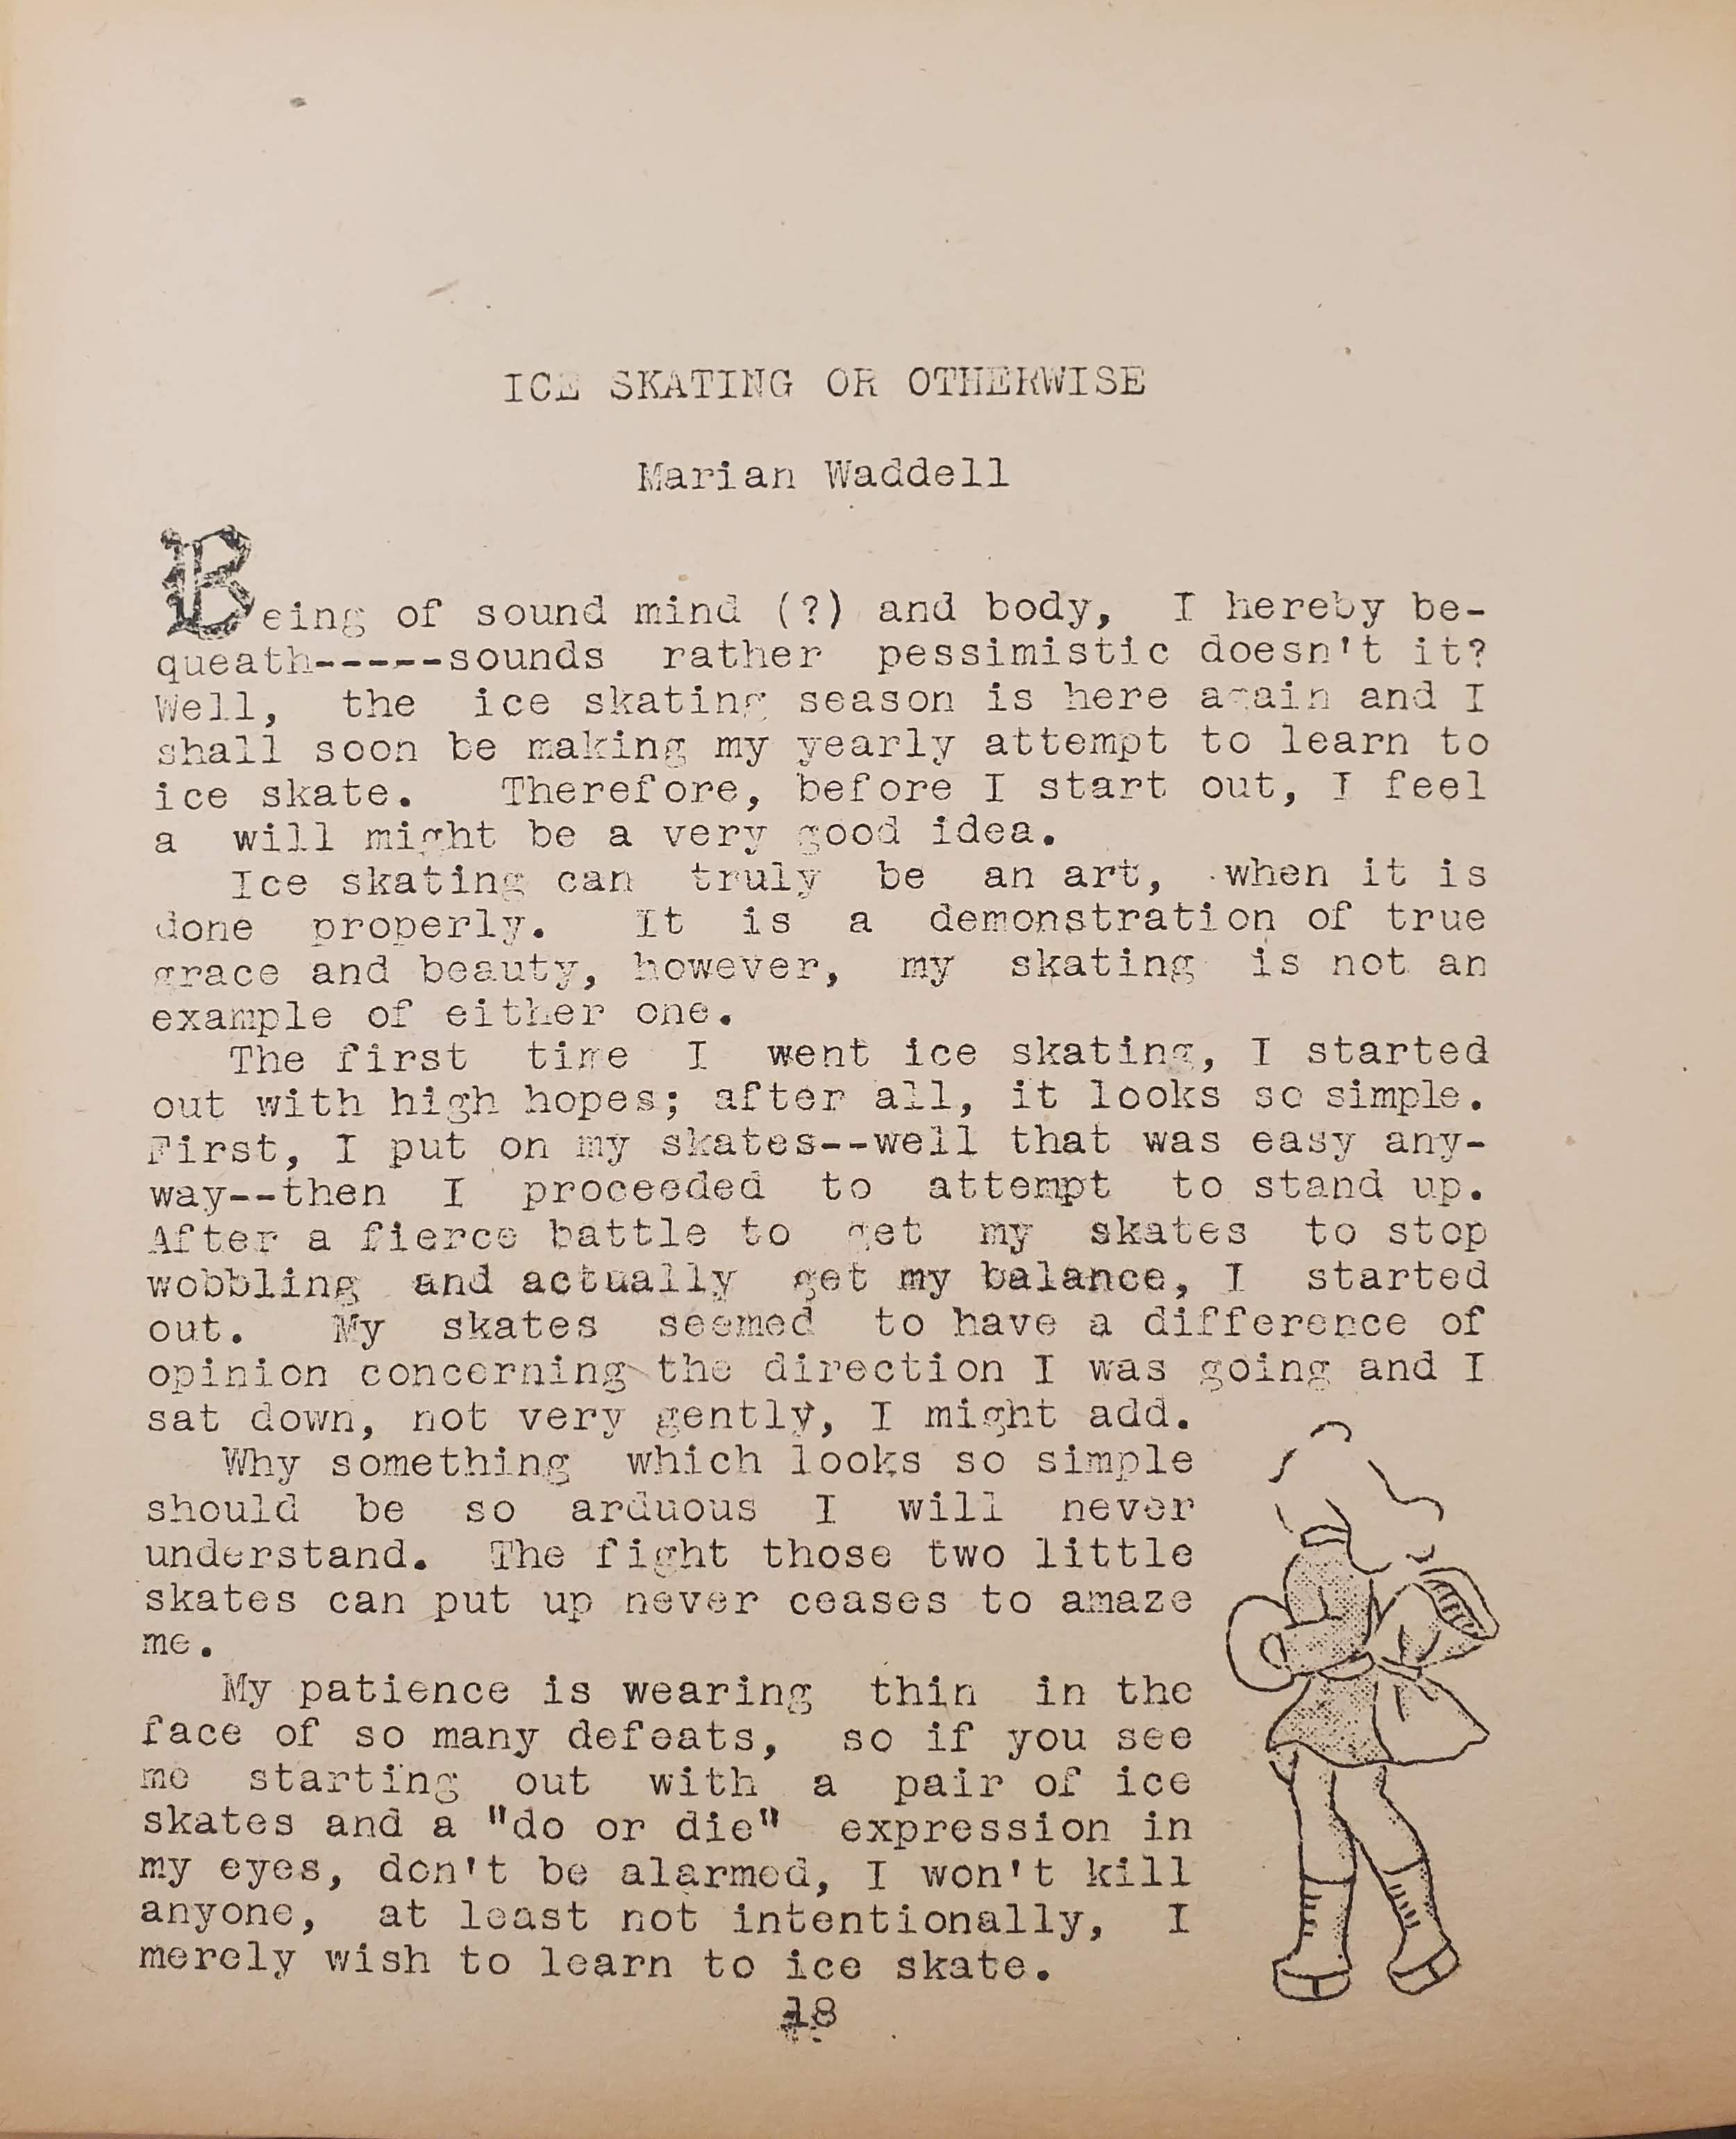 ICE SKATING OR OTHERWISE
Marian Waddell
Being of sound mind (?) and body, I hereby be-
queath-----sounds rather pessimistic doesn't it?
Well, the ice skating season is here again and I
shall soon be making my yearly attempt to learn to
ice skate. Therefore, before I start out, I feel
a will might be a very good idea.
Ice skating can truly be an art, when it is
done properly. It is a demonstration of true
grace and beauty, however, my skating is not an
example of either one.
The first time I went ice skating, I started
out with high hopes; after all, it looks so simple.
First, I put on my skates--well that was easy any-
way--then I proceeded to attempt to stand up.
After a fierce battle to get my skates to stop
wobbling and actually get my balance, I started
out. My skates seemed to have a difference of
opinion concerning the direction I was going and I
sat down, not very gently, I might add.
Why something which looks so simple
should be so arduous I will never
understand. The fight those two little
skates can put up never ceases to amaze
me.
My patience is wearing thin in the
face of so many defeats, so if you see
me starting out with a pair of ice
skates and a "do or die" expression in
my eyes, don't be alarmed, I won't kill
anyone, at least not intentionally, I
merely wish to learn to ice skate.
18